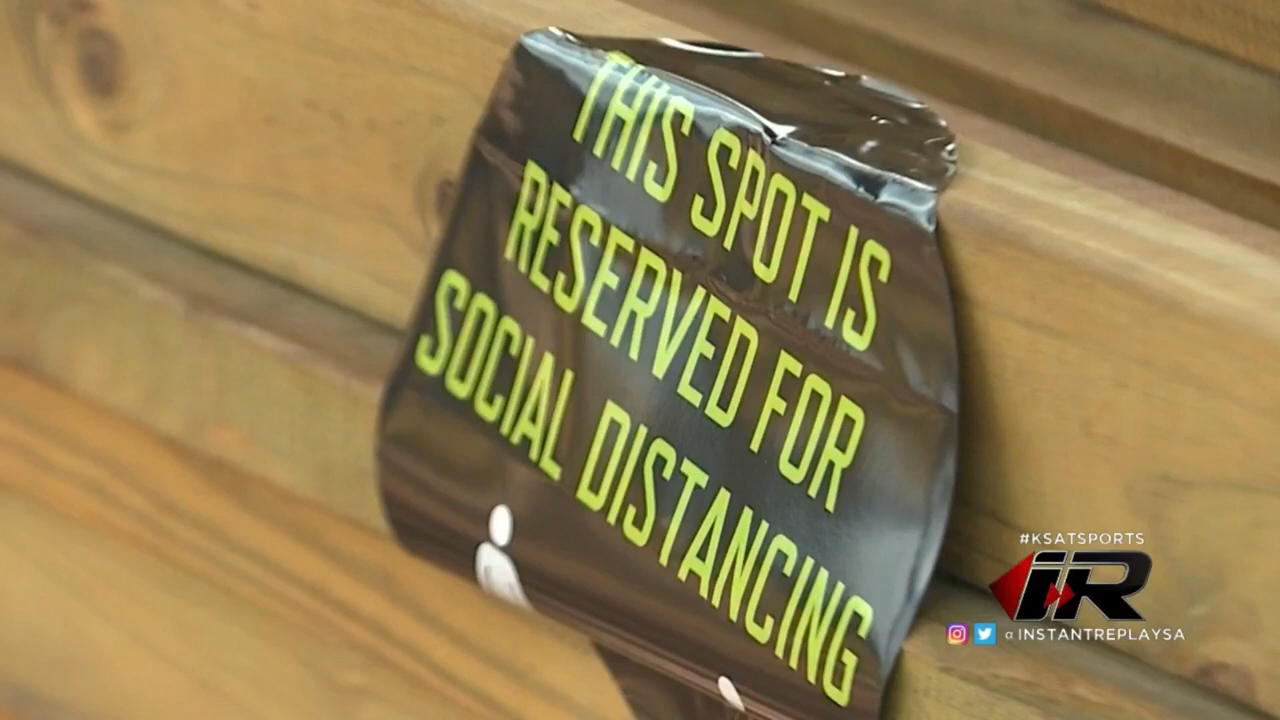 THIS SPOT IS
RESERVED FOR
SOCIAL DISTANCING
#KSATSPORTS
iR
@INSTANTREPLAYSA